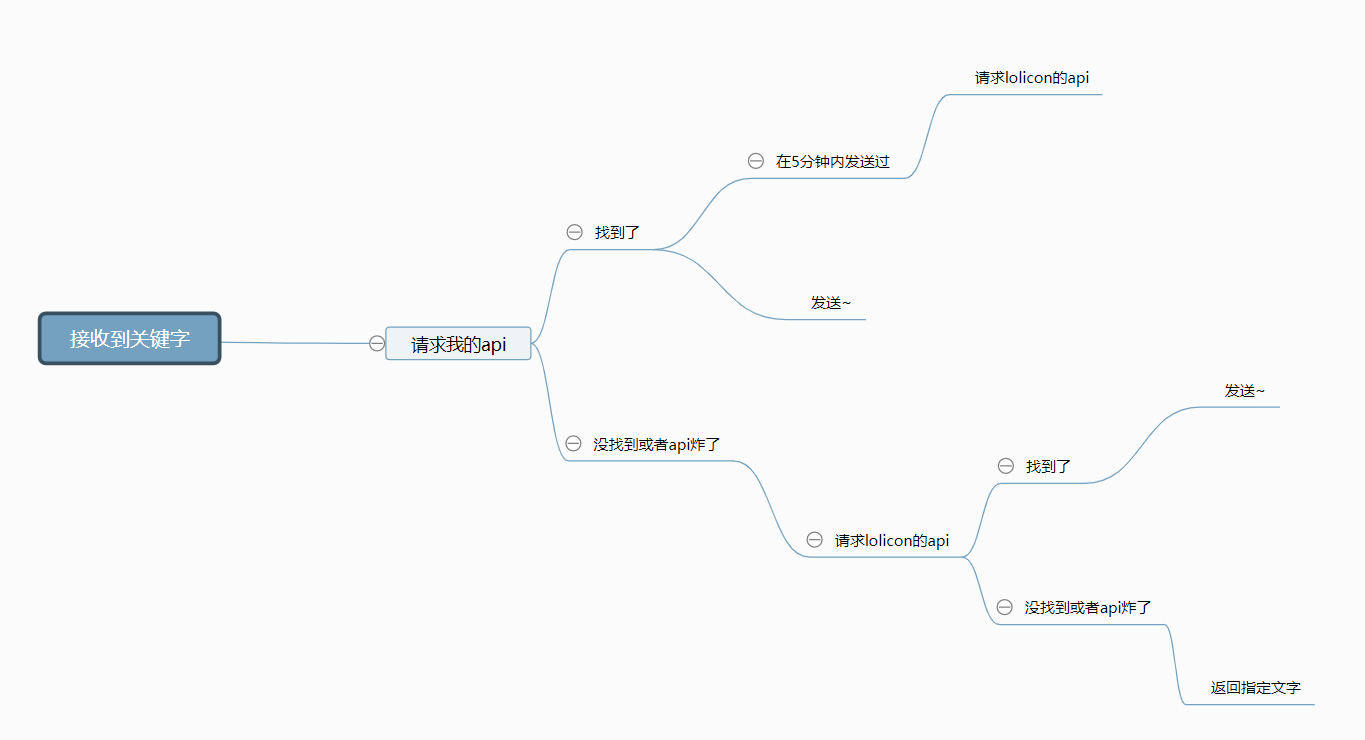 接收到关键字
请求我的api
找到了
在5分钟内发送过
请求lolicon的api
发送~
没找到或者api炸了
请求lolicon的api
找到了
发送~
没找到或者api炸了
返回指定文字